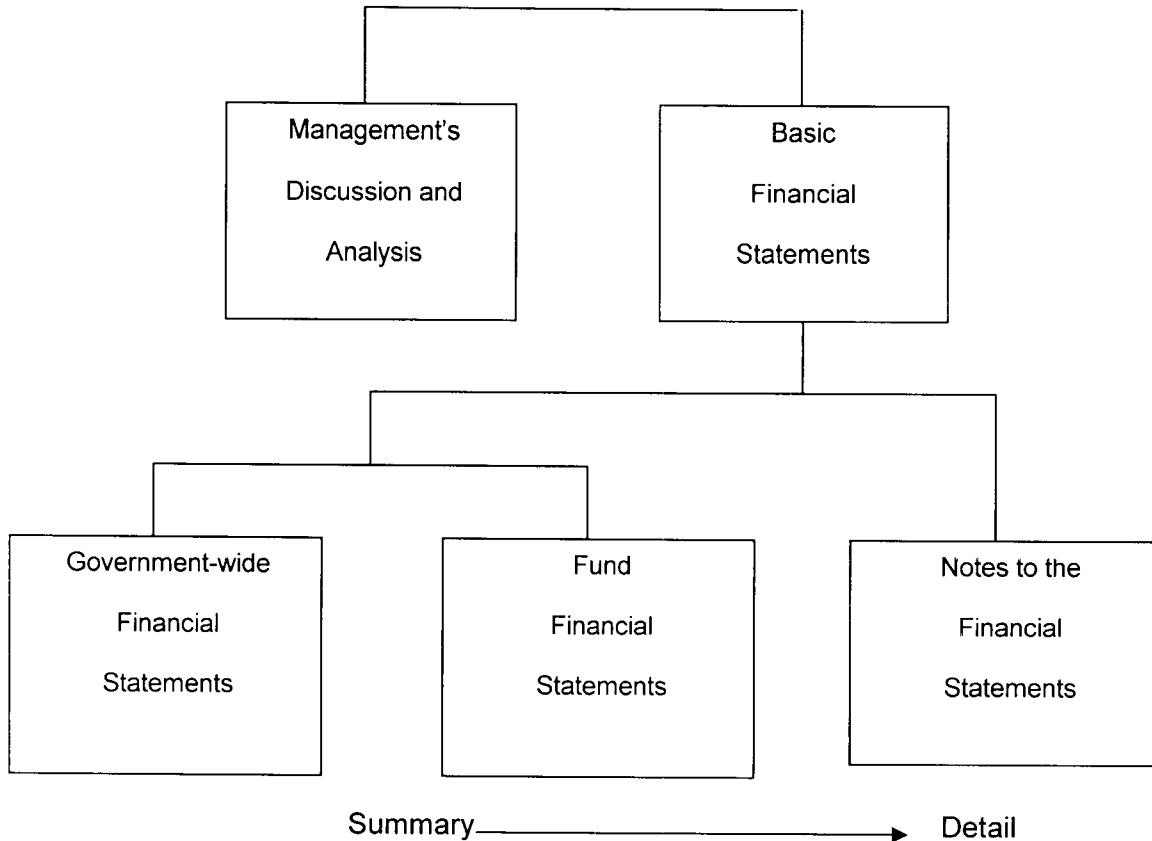 Management's
Discussion and
Analysis
Basic
Financial
Statements
Government-wide
Financial
Statements
Fund
Financial
Statements
Notes to the
Financial
Statements
Summary
Detail